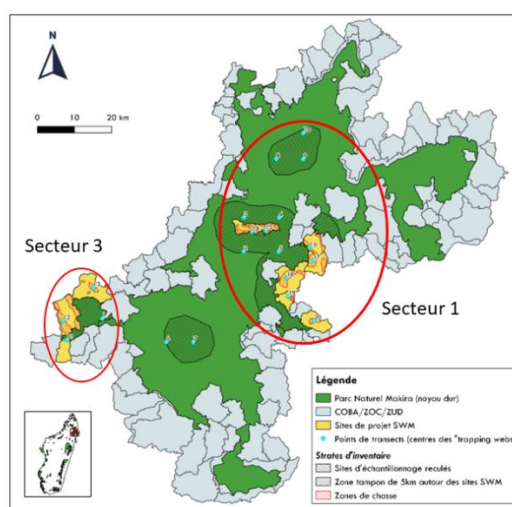 N
0 10 20 km
Secteur 3
Secteur 1
Légende
Parc Naturel Makira (noyau dur)
COBA/ZOC/ZUD
Sites de projet SWM
Points de transects (centres des "trapping webs
Strates d'inventaire
Sites d'échantillonnage reculés
Zone tampon de 5km autour des sites SWM
Zones de chasse